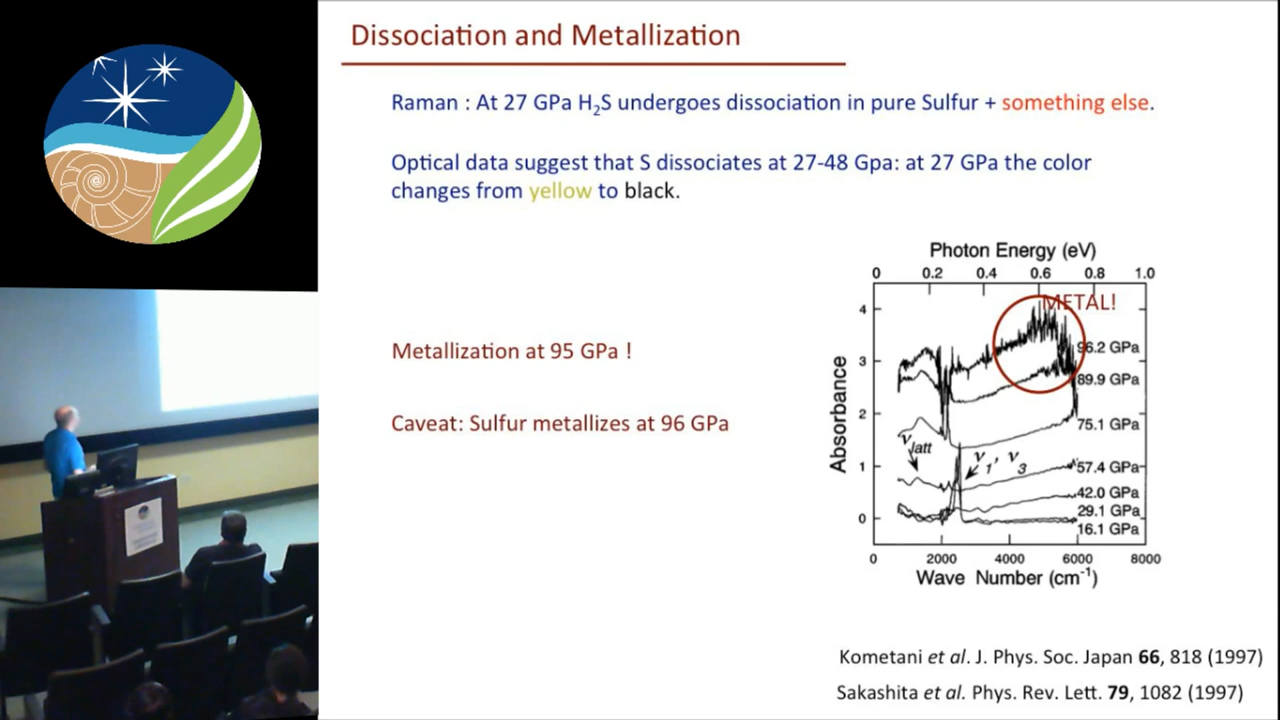 Dissociation and Metallization
Raman : At 27 GPa H₂S undergoes dissociation in pure Sulfur + something else.
Optical data suggest that S dissociates at 27-48 Gpa: at 27 GPa the color
changes from yellow to black.
Metallization at 95 GPa !
Caveat: Sulfur metallizes at 96 GPa
Photon Energy (eV)
0 0.2 0.4 0.6 0.8 1.0
METAL!
4
3
2
1
0
Absorbance
96.2 GPa
89.9 GPa
75.1 GPa
57.4 GPa
42.0 GPa
29.1 GPa
16.1 GPa
νlatt
ν1, ν3
0 2000 4000 6000 8000
Wave Number (cm⁻¹)
Kometani et al. J. Phys. Soc. Japan 66, 818 (1997)
Sakashita et al. Phys. Rev. Lett. 79, 1082 (1997)